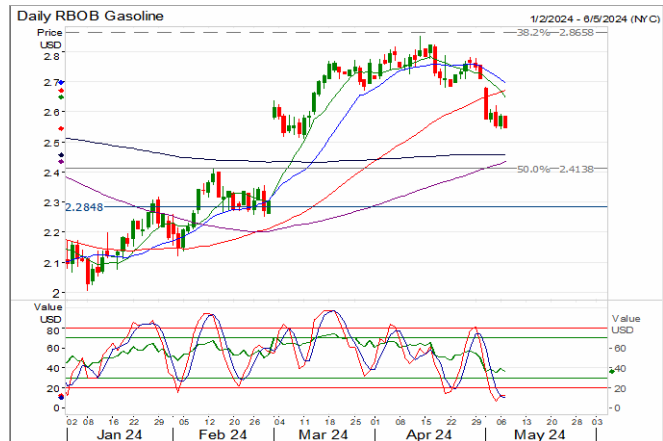 Daily RBOB Gasoline
1/2/2024 - 6/5/2024 (NYC)
Price
USD
38.2% 2.8658
2.8
2.7
2.6
2.5
2.4
50.0% 2.4138
2.3
2.2848
2.2
2.1
2
Value
USD
Value
USD
80
60
60
40
40
20
20
0
0
02 08 16 22 29 05 12 20 26 04 11 18 25 01 08 15 22 29 06 13 20 28 03
Jan 24 Feb 24 Mar 24 Apr 24 May 24